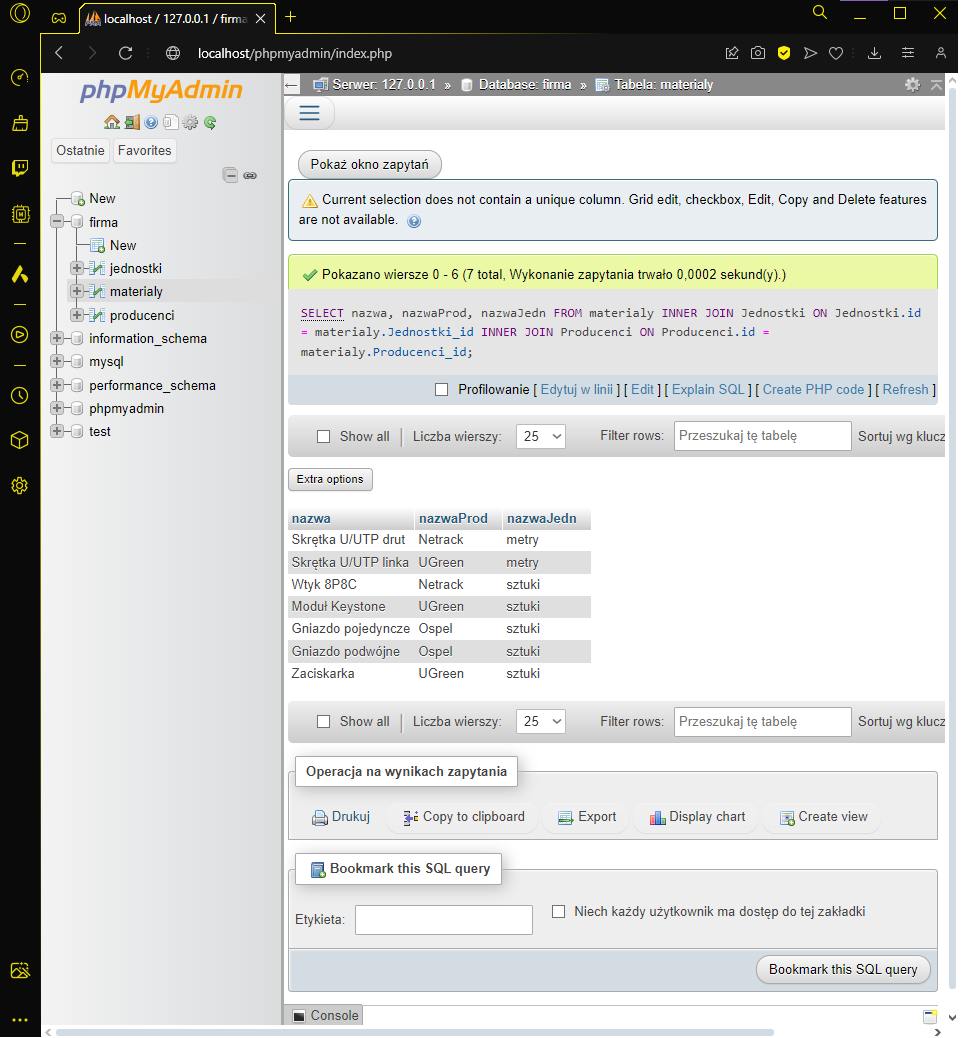 localhost / 127.0.0.1 / firma
localhost/phpmyadmin/index.php
phpMyAdmin
Ostatnie Favorites
New
firma
New
jednostki
materialy
producenci
information_schema
mysql
performance_schema
phpmyadmin
test
Serwer: 127.0.0.1 » Database: firma » Tabela: materialy
Pokaż okno zapytań
Current selection does not contain a unique column. Grid edit, checkbox, Edit, Copy and Delete features
are not available.
Pokazano wiersze 0 - 6 (7 total, Wykonanie zapytania trwało 0,0002 sekund(y).)
SELECT nazwa, nazwaProd, nazwaJedn FROM materialy INNER JOIN Jednostki ON Jednostki.id
= materialy.Jednostki_id INNER JOIN Producenci ON Producenci.id =
materialy.Producenci_id;
Profilowanie [ Edytuj w linii ] [ Edit ] [ Explain SQL ] [ Create PHP code ] [ Refresh ]
Show all | Liczba wierszy: 25 Filter rows: Przeszukaj tę tabelę Sortuj wg klucz
Extra options
nazwa nazwaProd nazwaJedn
Skrętka U/UTP drut Netrack metry
Skrętka U/UTP linka UGreen metry
Wtyk 8P8C Netrack sztuki
Moduł Keystone UGreen sztuki
Gniazdo pojedyncze Ospel sztuki
Gniazdo podwójne Ospel sztuki
Zaciskarka UGreen sztuki
Show all | Liczba wierszy: 25 Filter rows: Przeszukaj tę tabelę Sortuj wg klucz
Operacja na wynikach zapytania
Drukuj Copy to clipboard Export Display chart Create view
Bookmark this SQL query
Etykieta: Niech każdy użytkownik ma dostęp do tej zakładki
Bookmark this SQL query
Console